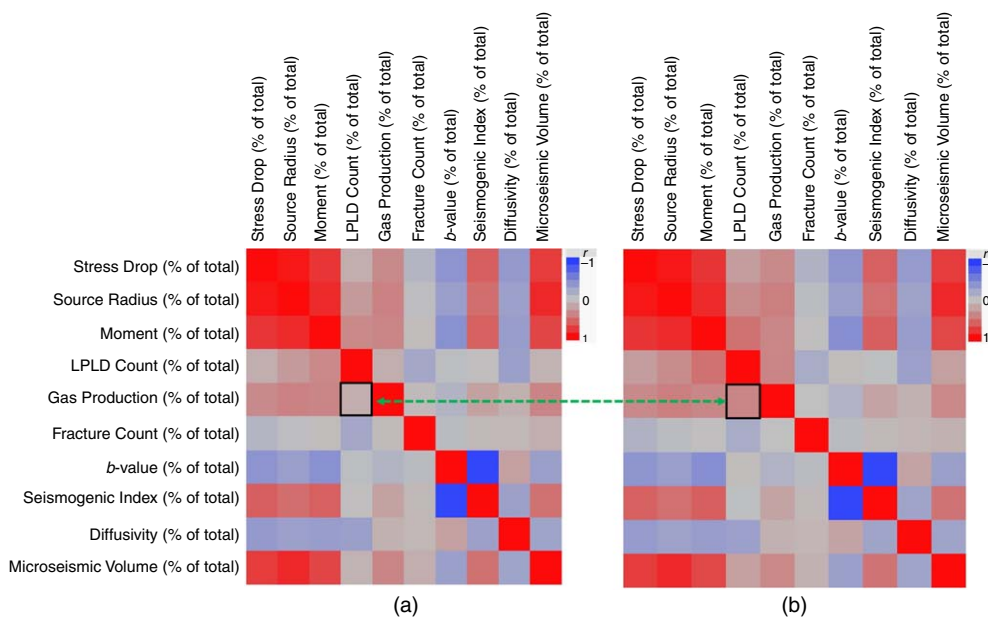 Stress Drop (% of total)
Source Radius (% of total)
Moment (% of total)
LPLD Count (% of total)
Gas Production (% of total)
Fracture Count (% of total)
b-value (% of total)
Seismogenic Index (% of total)
Diffusivity (% of total)
Microseismic Volume (% of total)
Stress Drop (% of total)
Source Radius (% of total)
Moment (% of total)
LPLD Count (% of total)
Gas Production (% of total)
Fracture Count (% of total)
b-value (% of total)
Seismogenic Index (% of total)
Diffusivity (% of total)
Microseismic Volume (% of total)
Stress Drop (% of total)
Source Radius (% of total)
Moment (% of total)
LPLD Count (% of total)
Gas Production (% of total)
Fracture Count (% of total)
b-value (% of total)
Seismogenic Index (% of total)
Diffusivity (% of total)
Microseismic Volume (% of total)
r
−1
0
1
r
−1
0
1
(a)
(b)